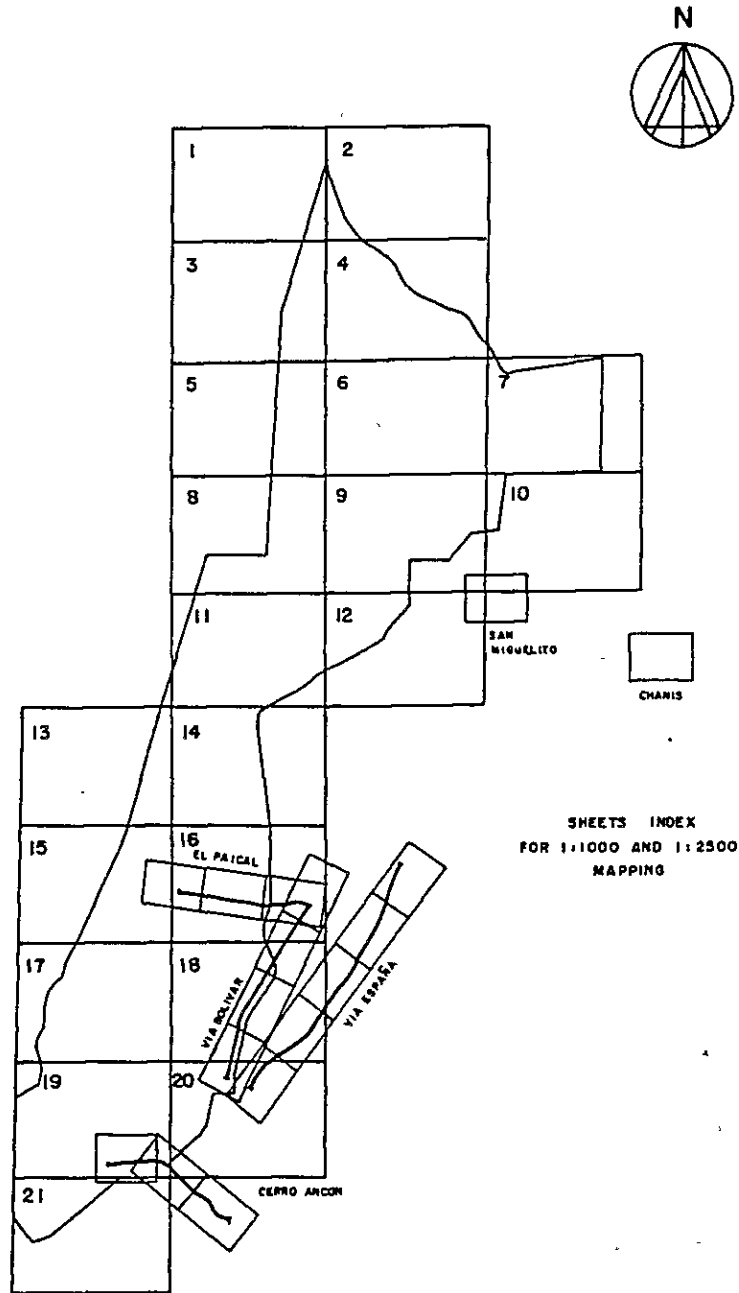 N
1
2
3
4
5
6
7
8
9
10
11
12
SAN
MIGUELITO
CHANIS
13
14
SHEETS INDEX
FOR 1:1000 AND 1:2500
MAPPING
15
16
EL PAICAL
17
18
VIA BOLIVAR
VIA ESPAÑA
19
20
21
CERRO ANCON